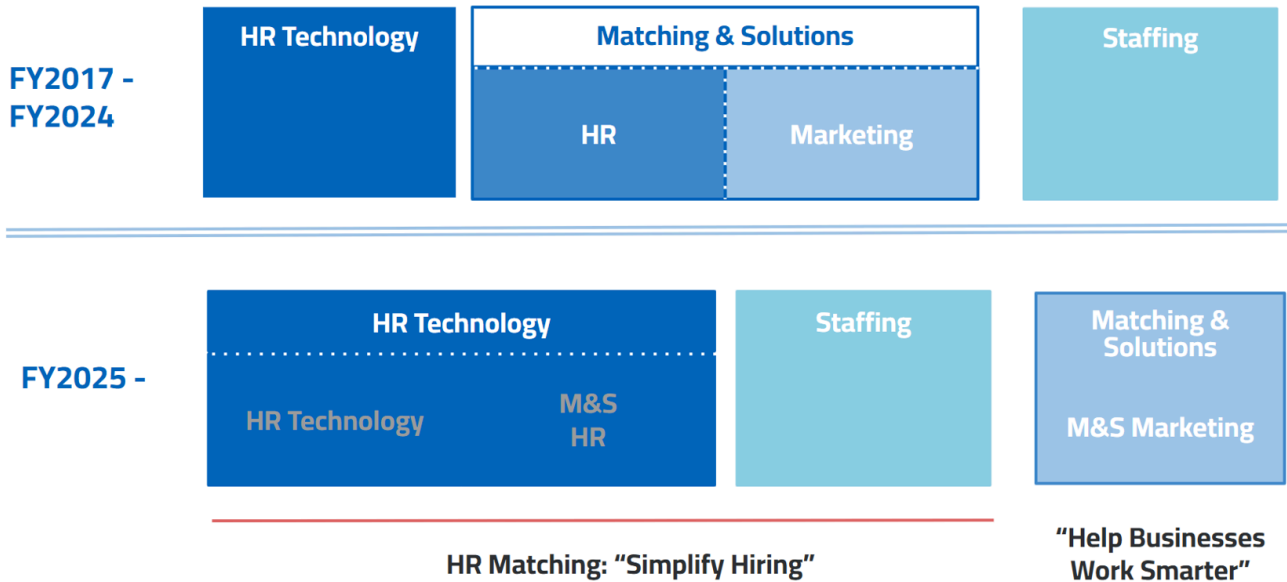 HR Technology
Matching & Solutions
Staffing
FY2017 -
FY2024
HR
Marketing
HR Technology
Staffing
Matching &
Solutions
FY2025 -
HR Technology
M&S
HR
M&S Marketing
HR Matching: “Simplify Hiring”
“Help Businesses
Work Smarter”